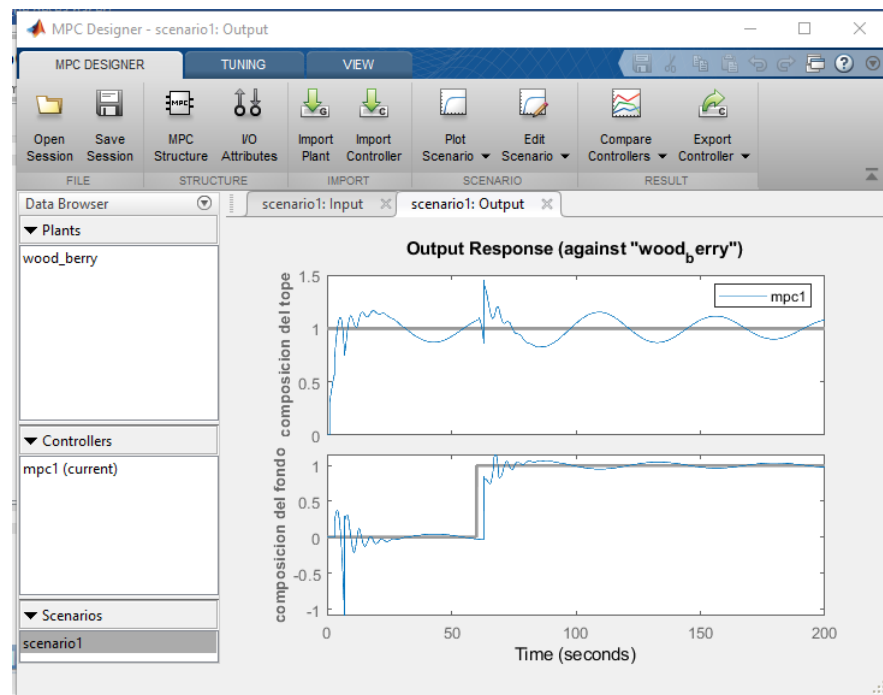 MPC Designer - scenario1: Output
MPC DESIGNER
TUNING
VIEW
Open Session
Save Session
MPC Structure
I/O Attributes
Import Plant
Import Controller
Plot Scenario
Edit Scenario
Compare Controllers
Export Controller
FILE
STRUCTURE
IMPORT
SCENARIO
RESULT
Data Browser
scenario1: Input
scenario1: Output
Plants
wood_berry
Controllers
mpc1 (current)
Scenarios
scenario1
Output Response (against "wood_berry")
mpc1
composicion del tope
1.5
1
0.5
0
composicion del fondo
1
0.5
0
-0.5
-1
0
50
100
150
200
Time (seconds)